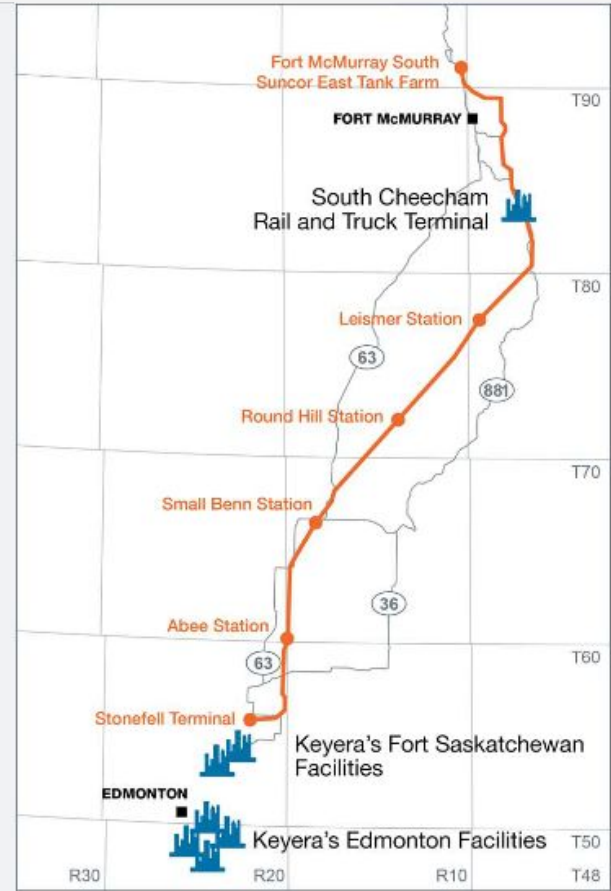 Fort McMurray South
Suncor East Tank Farm
T90
FORT McMURRAY
South Cheecham
Rail and Truck Terminal
T80
Leismer Station
63
881
Round Hill Station
T70
Small Benn Station
36
Abee Station
T60
63
Stonefell Terminal
Keyera's Fort Saskatchewan
Facilities
EDMONTON
Keyera's Edmonton Facilities
T50
R30
R20
R10
T48